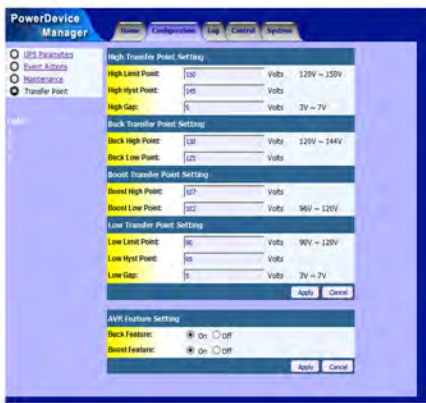 PowerDevice
Manager
Home Configuration Log Control System
UPS Parameters
Event Actions
Maintenance
Transfer Point
High Transfer Point Setting
High Limit Point: 150 Volts 129V ~ 150V
High Hyst Point: 145 Volts
High Gap: 5 Volts 3V ~ 7V
Buck Transfer Point Setting
Buck High Point: 130 Volts 120V ~ 144V
Buck Low Point: 125 Volts
Boost Transfer Point Setting
Boost High Point: 107 Volts
Boost Low Point: 102 Volts 96V ~ 120V
Low Transfer Point Setting
Low Limit Point: 90 Volts 90V ~ 120V
Low Hyst Point: 95 Volts
Low Gap: 5 Volts 3V ~ 7V
Apply Cancel
AVR Feature Setting
Buck Feature: On Off
Boost Feature: On Off
Apply Cancel